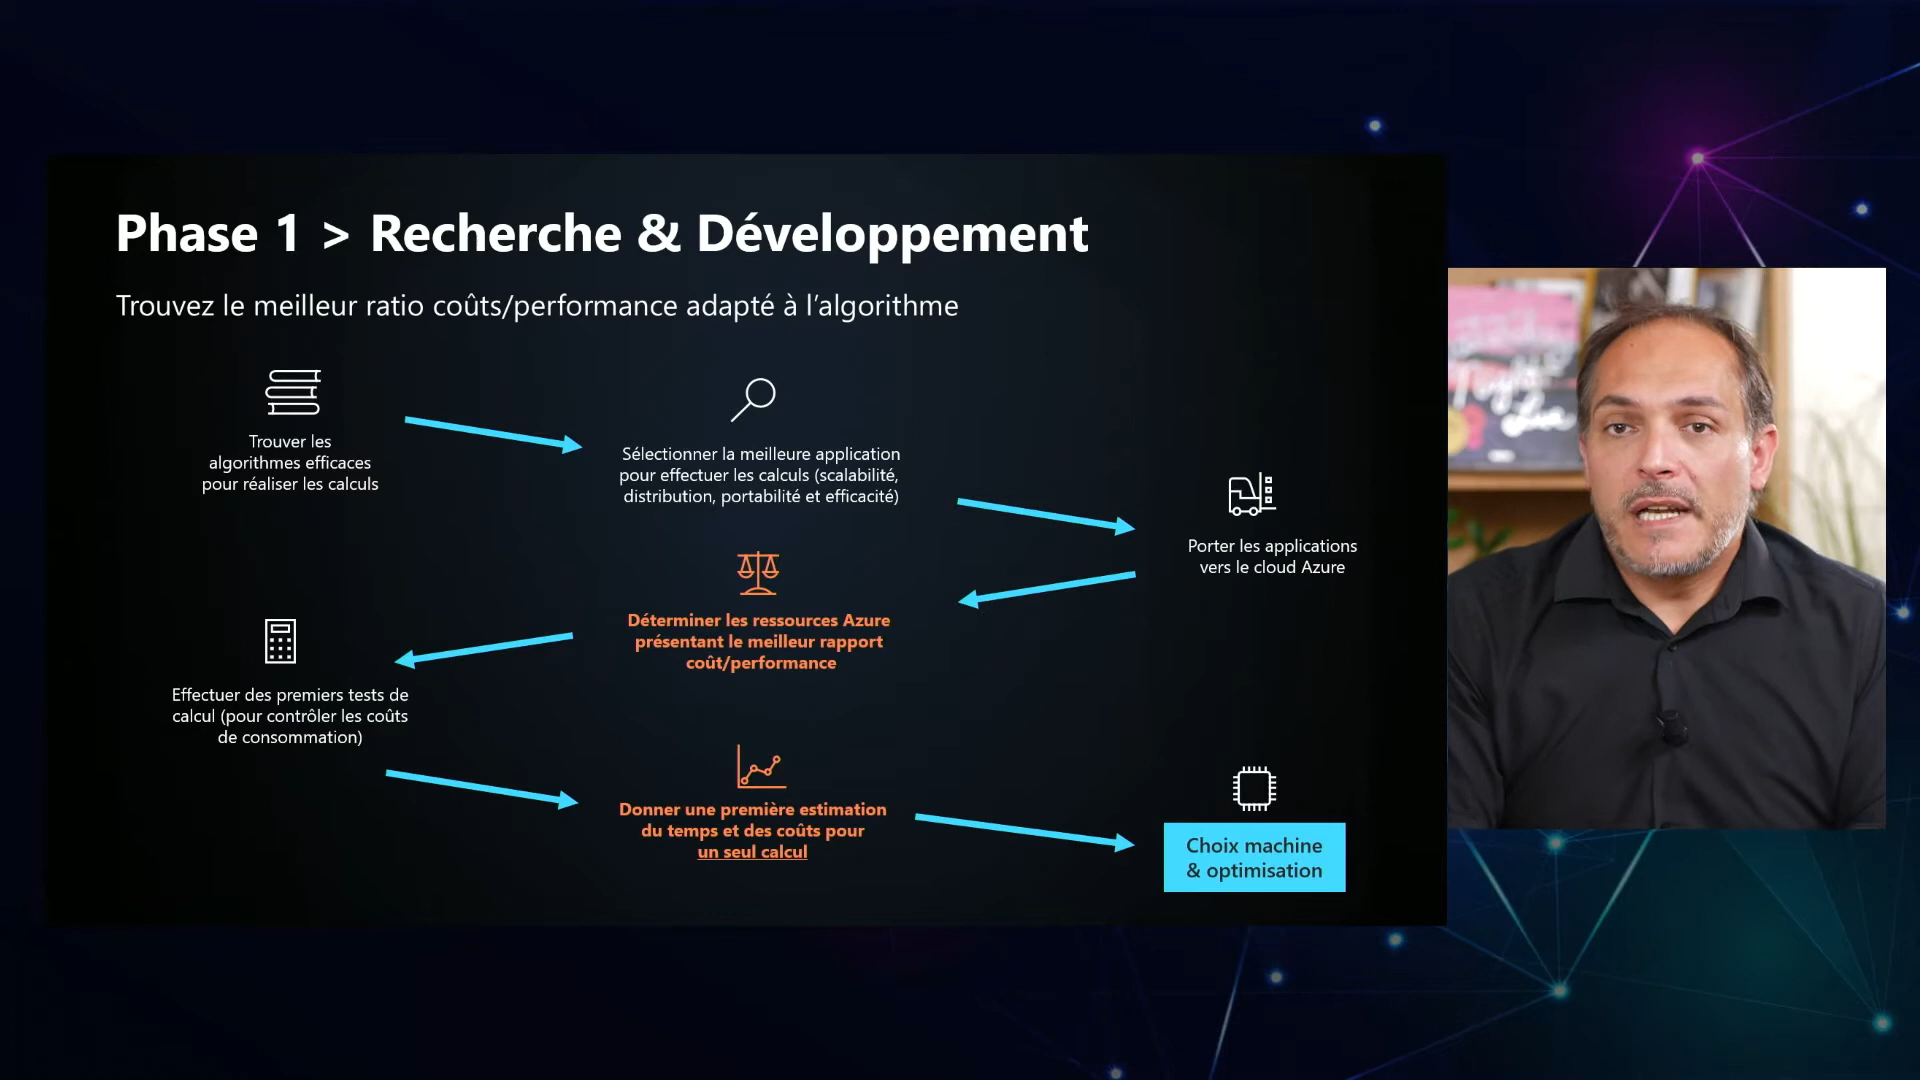 Phase 1 > Recherche & Développement
Trouvez le meilleur ratio coûts/performance adapté à l’algorithme
Trouver les
algorithmes efficaces
pour réaliser les calculs
Sélectionner la meilleure application
pour effectuer les calculs (scalabilité,
distribution, portabilité et efficacité)
Porter les applications
vers le cloud Azure
Déterminer les ressources Azure
présentant le meilleur rapport
coût/performance
Effectuer des premiers tests de
calcul (pour contrôler les coûts
de consommation)
Donner une première estimation
du temps et des coûts pour
un seul calcul
Choix machine
& optimisation